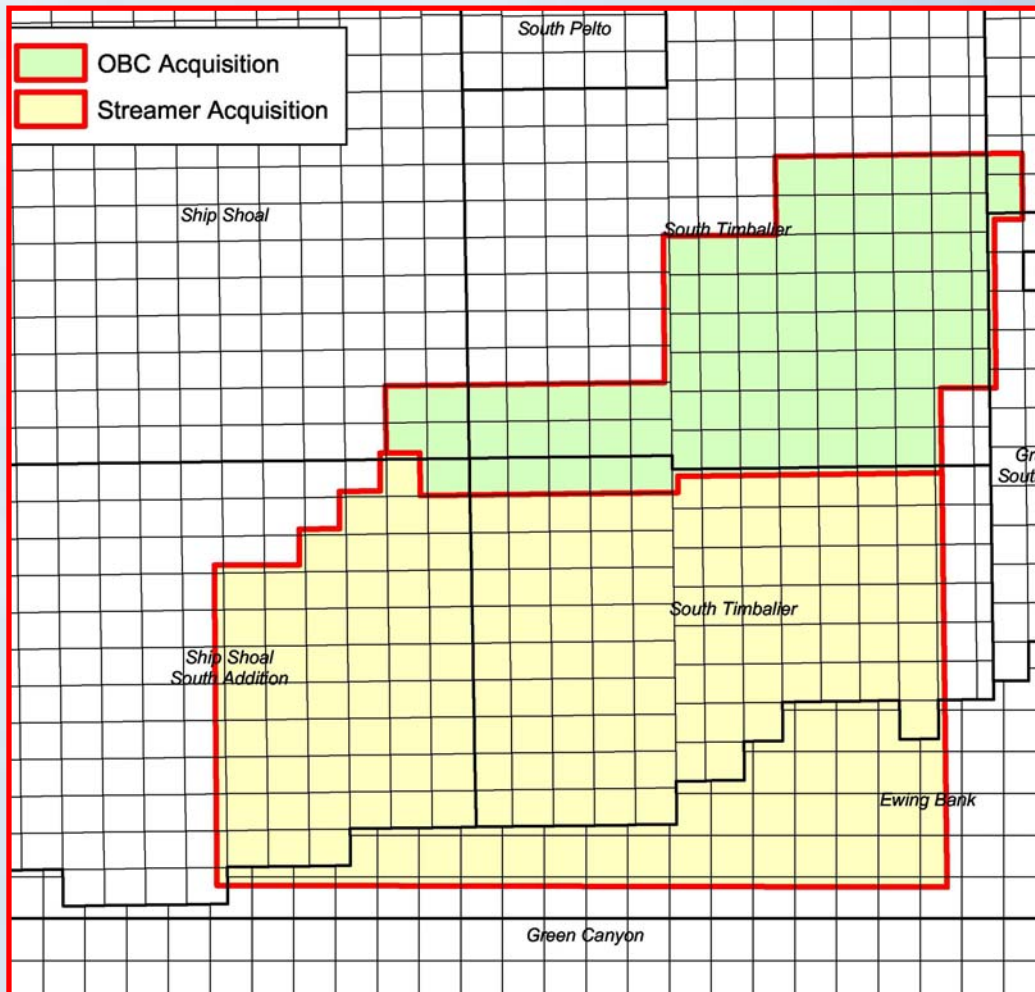 South Pelto
OBC Acquisition
Streamer Acquisition
Ship Shoal
South Timbalier
South Timbalier
Ship Shoal
South Addition
Ewing Bank
Green Canyon